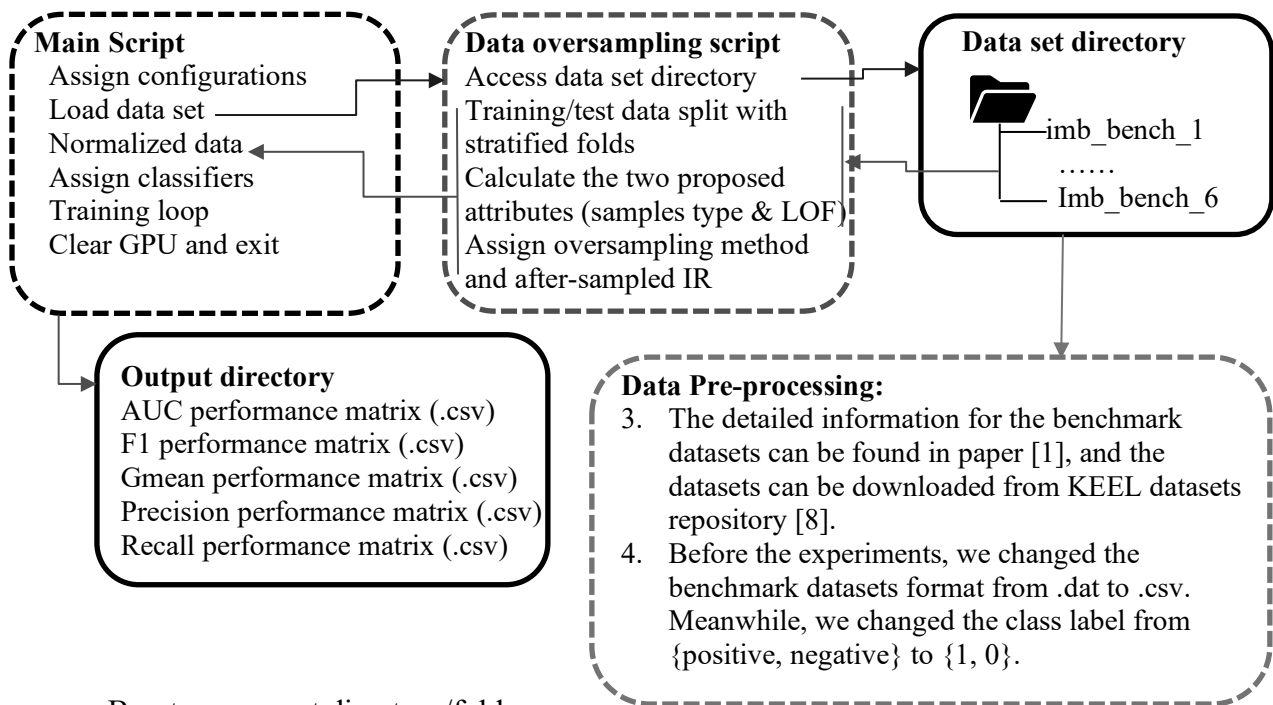 Main Script
Assign configurations
Load data set
Normalized data
Assign classifiers
Training loop
Clear GPU and exit
Data oversampling script
Access data set directory
Training/test data split with
stratified folds
Calculate the two proposed
attributes (samples type & LOF)
Assign oversampling method
and after-sampled IR
Data set directory
imb_bench_1
……
Imb_bench_6
Output directory
AUC performance matrix (.csv)
F1 performance matrix (.csv)
Gmean performance matrix (.csv)
Precision performance matrix (.csv)
Recall performance matrix (.csv)
Data Pre-processing:
3. The detailed information for the benchmark
datasets can be found in paper [1], and the
datasets can be downloaded from KEEL datasets
repository [8].
4. Before the experiments, we changed the
benchmark datasets format from .dat to .csv.
Meanwhile, we changed the class label from
{positive, negative} to {1, 0}.